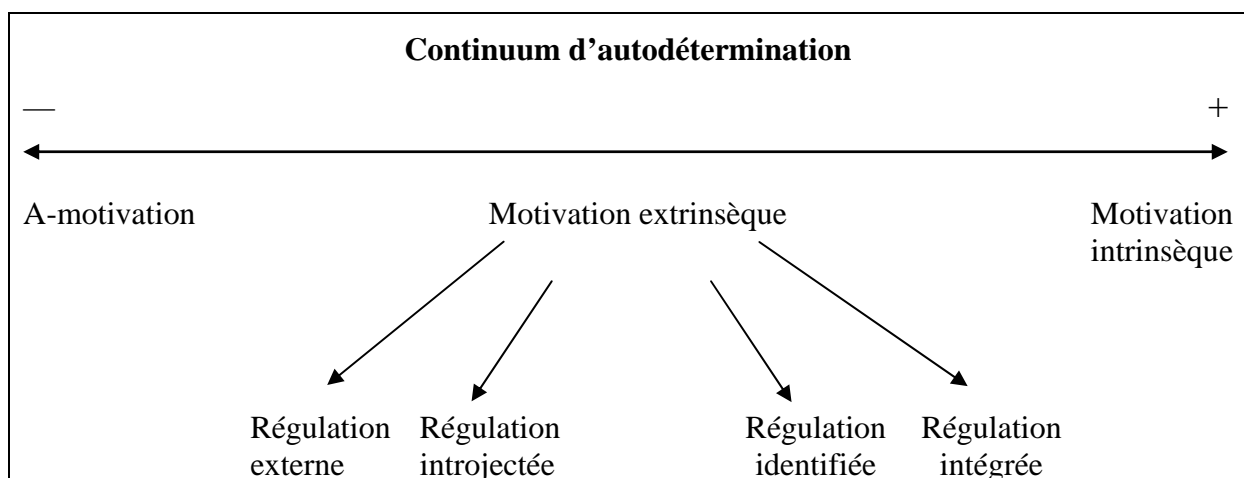 Continuum d’autodétermination
— +
A-motivation Motivation extrinsèque Motivation
intrinsèque
Régulation Régulation Régulation Régulation
externe introjectée identifiée intégrée